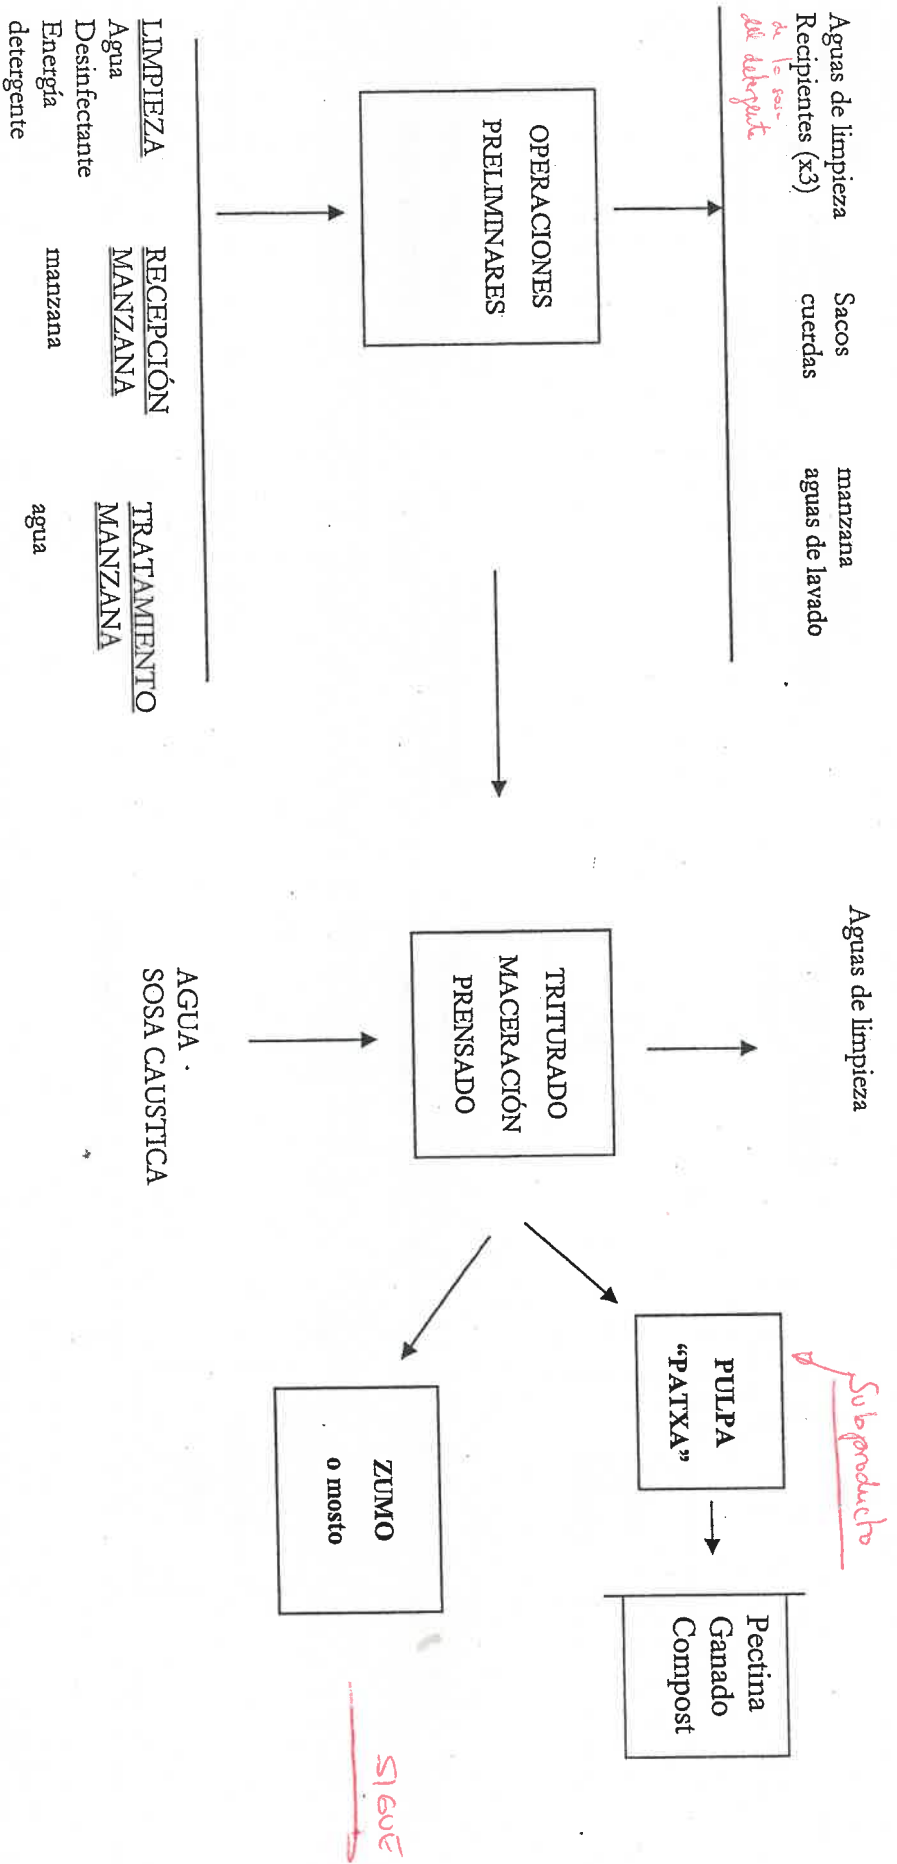 Aguas de limpieza
Recipientes (x3)
de la sosa
del detergente
Sacos
cuerdas
manzana
aguas de lavado
OPERACIONES
PRELIMINARES
LIMPIEZA
Agua
Desinfectante
Energía
detergente
RECEPCIÓN
MANZANA
manzana
TRATAMIENTO
MANZANA
agua
Aguas de limpieza
TRITURADO
MACERACIÓN
PRENSADO
AGUA
SOSA CAUSTICA
Subproducto
PULPA
“PATXA”
Pectina
Ganado
Compost
ZUMO
o mosto
SIGUE